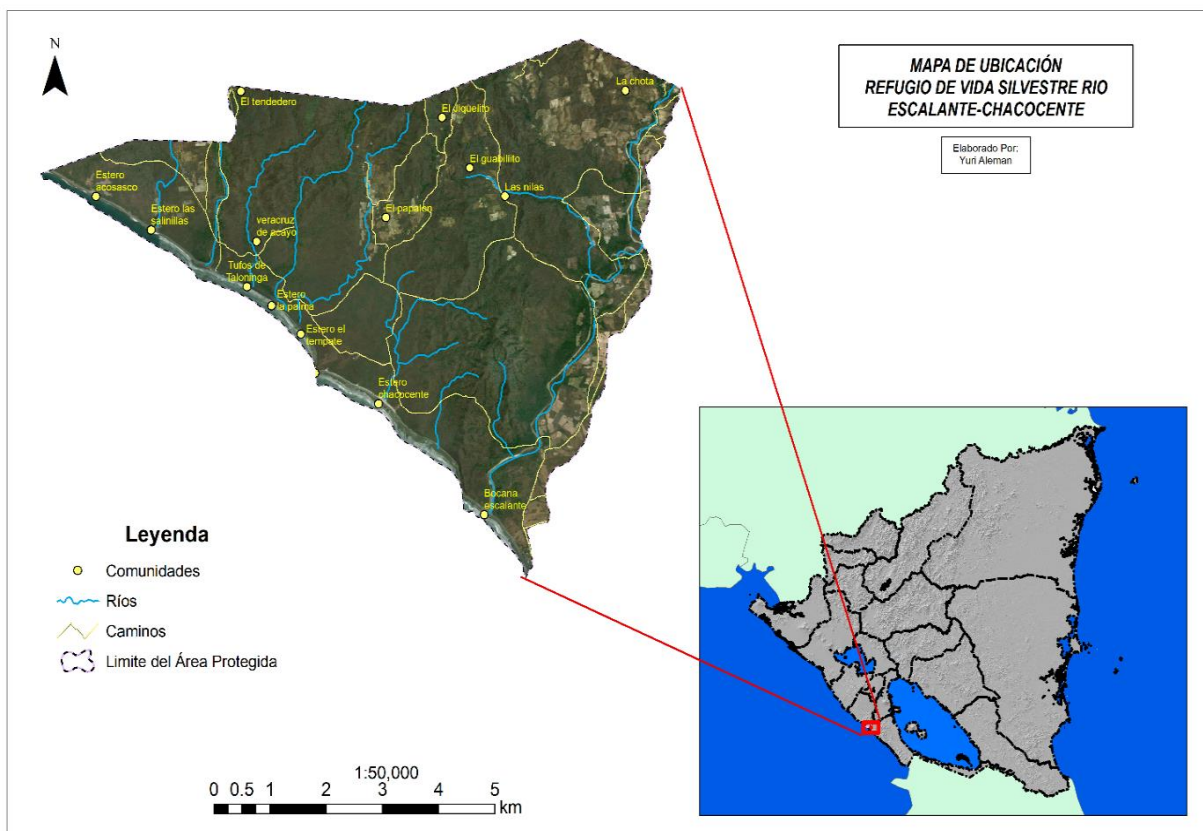 N
MAPA DE UBICACIÓN
REFUGIO DE VIDA SILVESTRE RIO
ESCALANTE-CHACOCENTE
Elaborado Por:
Yuri Aleman
La chota
El tendedero
El Jiguelito
El guabillito
Las nilas
Estero
acosasco
Estero las
salinillas
El papalon
veracruz
de acayo
Tufos de
Taloninga
Estero
la palma
Estero el
tempate
Estero
chacocente
Bocana
escalante
Leyenda
Comunidades
Ríos
Caminos
Limite del Área Protegida
1:50,000
0 0.5 1 2 3 4 5
km